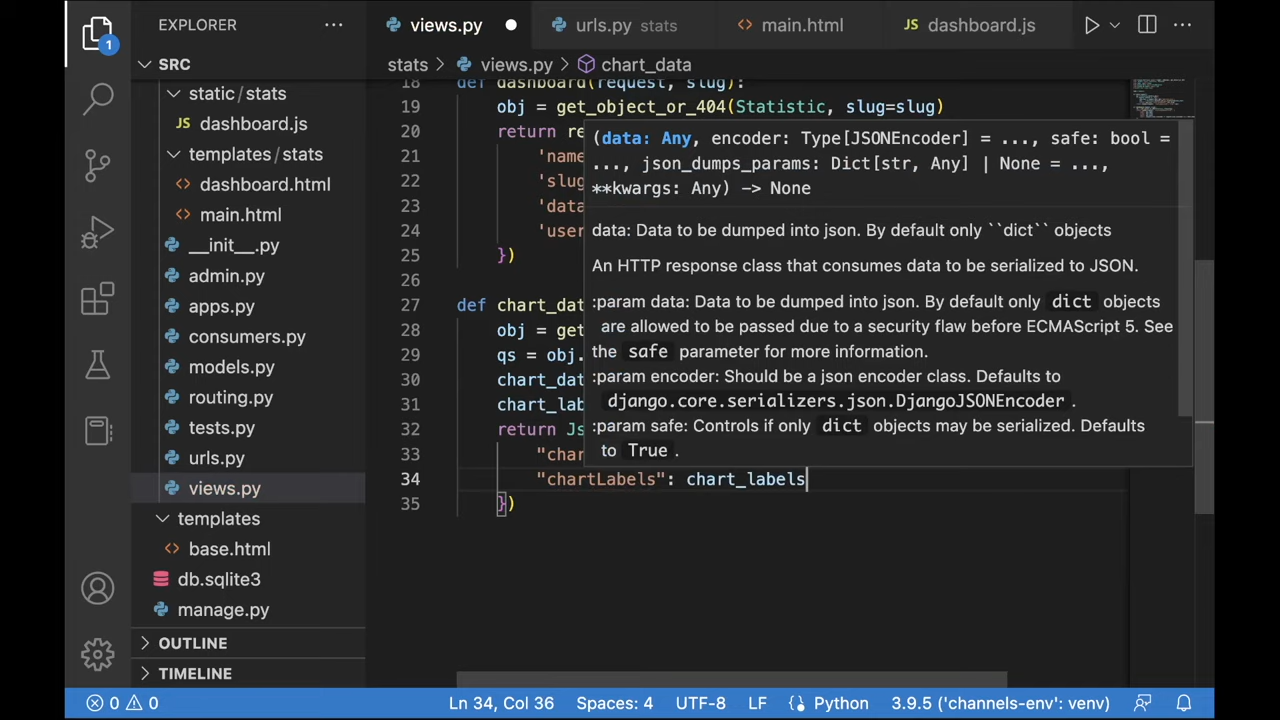 EXPLORER
views.py
urls.py stats
main.html
dashboard.js
1
SRC
static/stats
dashboard.js
templates/stats
dashboard.html
main.html
__init__.py
admin.py
apps.py
consumers.py
models.py
routing.py
tests.py
urls.py
views.py
templates
base.html
db.sqlite3
manage.py
OUTLINE
TIMELINE
stats > views.py > chart_data
18 def dashboard(request, slug):
19 obj = get_object_or_404(Statistic, slug=slug)
20 return re
21 'name
22 'slug
23 'data
24 'user
25 })
26
27 def chart_dat
28 obj = get
29 qs = obj.
30 chart_dat
31 chart_lab
32 return Js
33 "char
34 "chartLabels": chart_labels
35 })
(data: Any, encoder: Type[JSONEncoder] = ..., safe: bool =
..., json_dumps_params: Dict[str, Any] | None = ...,
**kwargs: Any) -> None
data: Data to be dumped into json. By default only ``dict`` objects
An HTTP response class that consumes data to be serialized to JSON.
:param data: Data to be dumped into json. By default only dict objects
are allowed to be passed due to a security flaw before ECMAScript 5. See
the safe parameter for more information.
:param encoder: Should be a json encoder class. Defaults to
django.core.serializers.json.DjangoJSONEncoder.
:param safe: Controls if only dict objects may be serialized. Defaults
to True.
0 0 Ln 34, Col 36 Spaces: 4 UTF-8 LF Python 3.9.5 ('channels-env': venv)